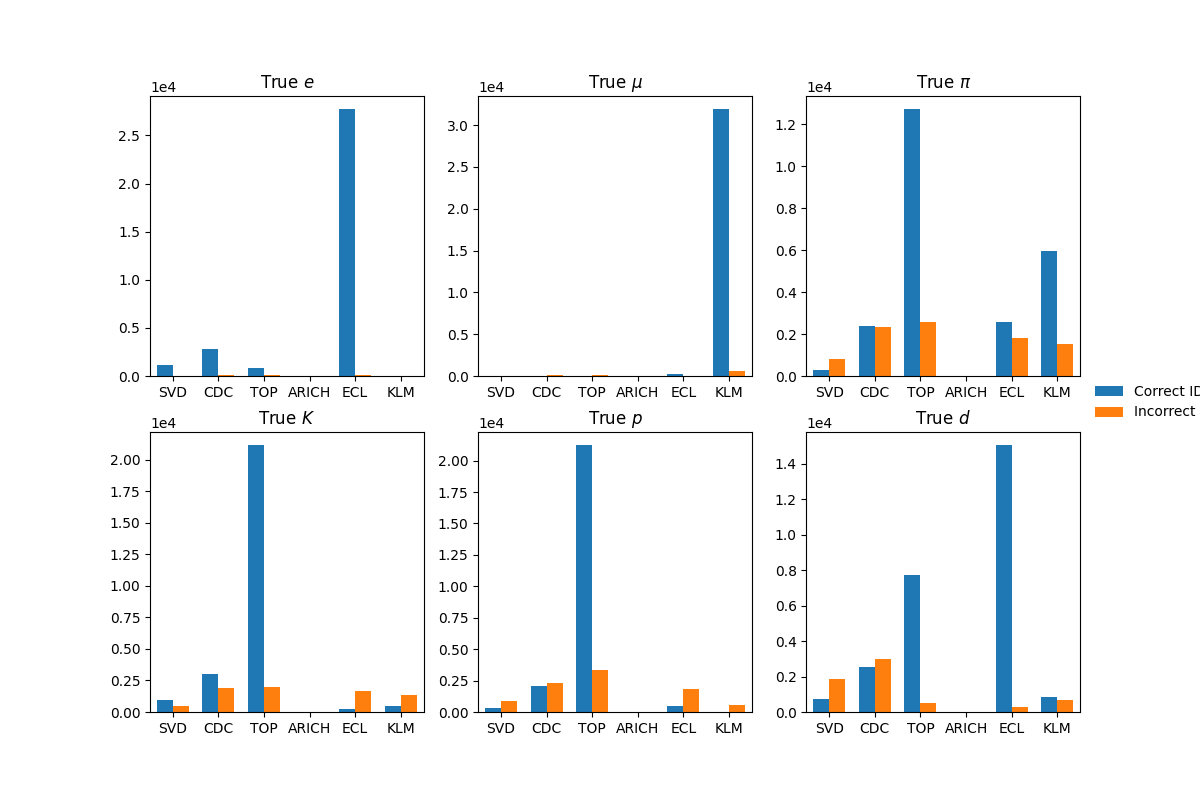 True e
True μ
True π
1e4
1e4
1e4
2.5
2.0
1.5
1.0
0.5
0.0
3.0
2.5
2.0
1.5
1.0
0.5
0.0
1.2
1.0
0.8
0.6
0.4
0.2
0.0
SVD CDC TOP ARICH ECL KLM
SVD CDC TOP ARICH ECL KLM
SVD CDC TOP ARICH ECL KLM
Correct ID
Incorrect
True K
True p
True d
1e4
1e4
1e4
2.00
1.75
1.50
1.25
1.00
0.75
0.50
0.25
0.00
2.00
1.75
1.50
1.25
1.00
0.75
0.50
0.25
0.00
1.4
1.2
1.0
0.8
0.6
0.4
0.2
0.0
SVD CDC TOP ARICH ECL KLM
SVD CDC TOP ARICH ECL KLM
SVD CDC TOP ARICH ECL KLM